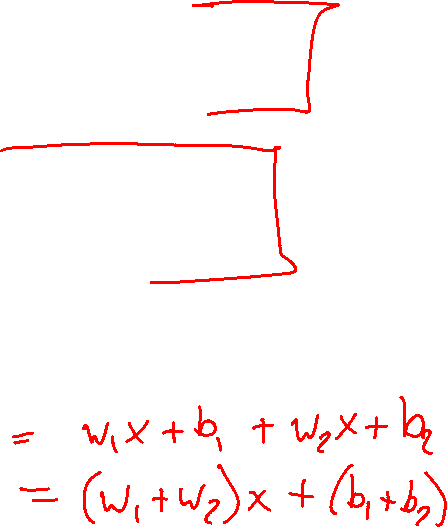 = w₁x + b₁ + w₂x + b₂
= (w₁ + w₂)x + (b₁ + b₂)